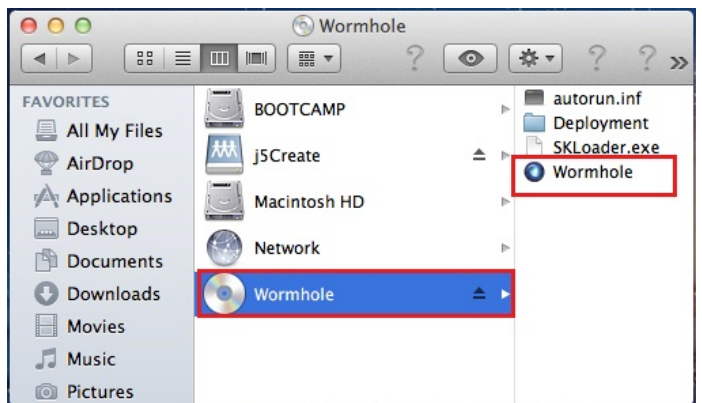 Wormhole
FAVORITES
All My Files
AirDrop
Applications
Desktop
Documents
Downloads
Movies
Music
Pictures
BOOTCAMP
j5Create
Macintosh HD
Network
Wormhole
autorun.inf
Deployment
SKLoader.exe
Wormhole